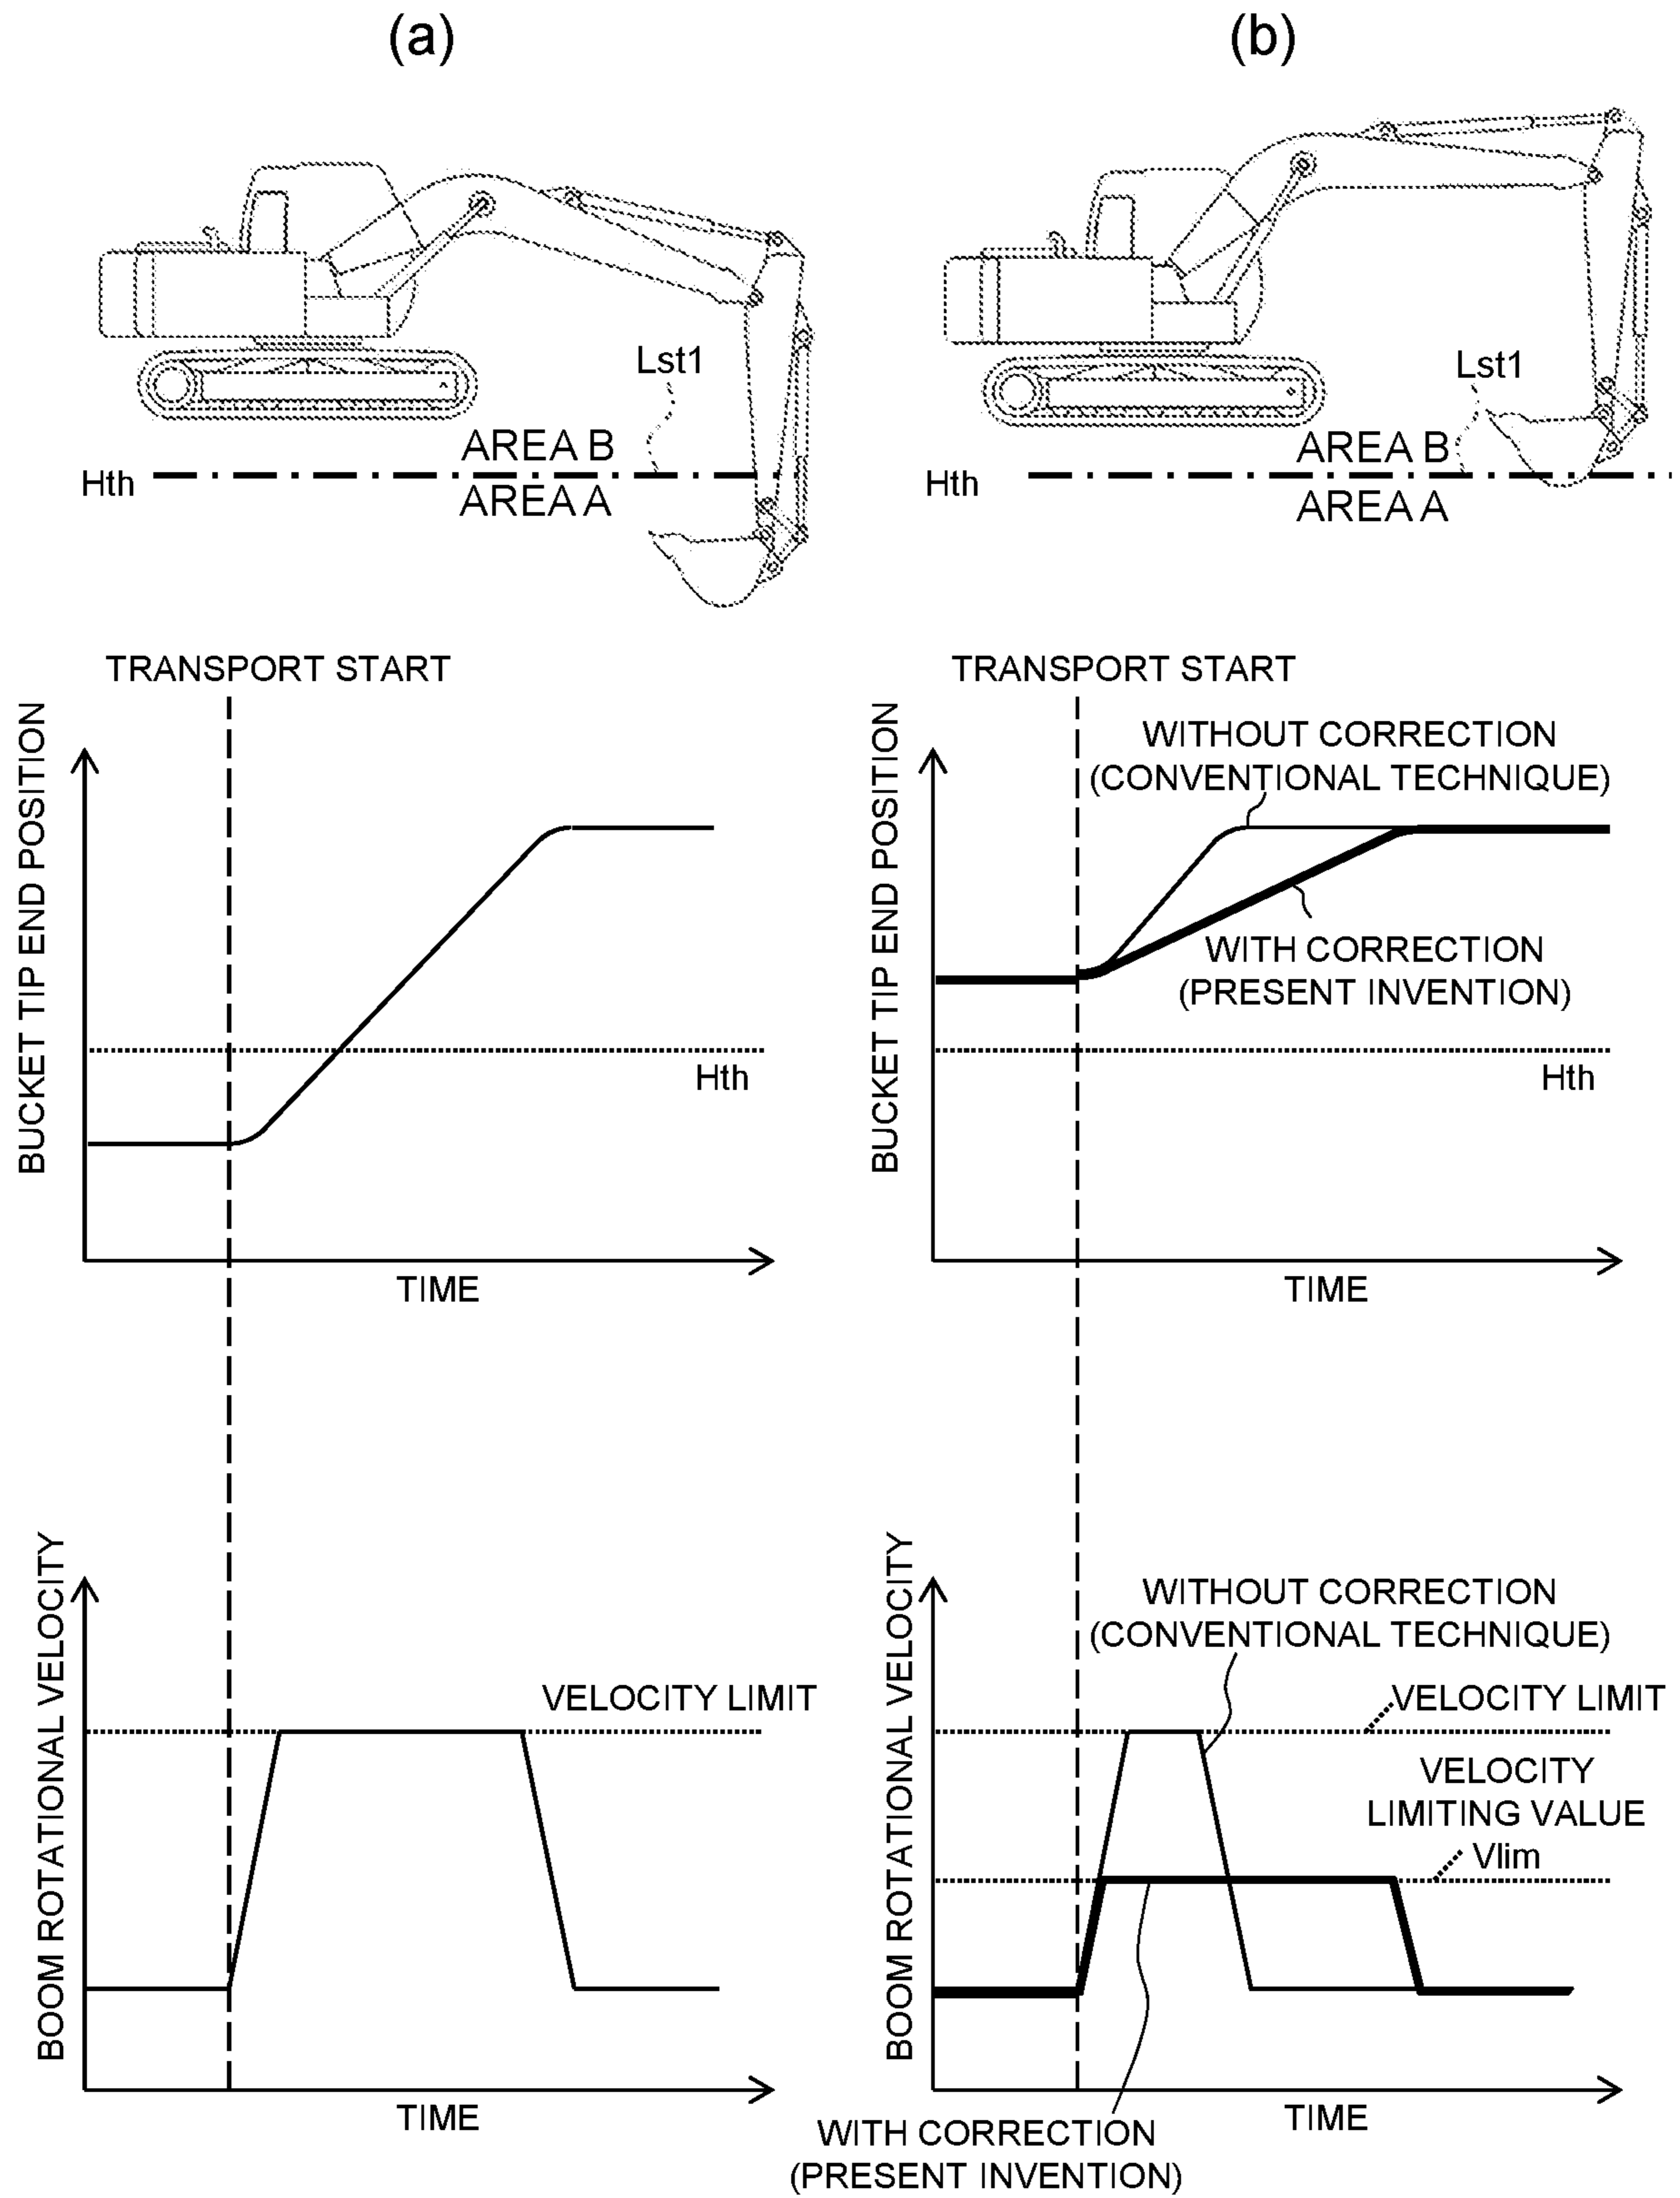 (a)
Lst1
AREA B
Hth
AREA A
TRANSPORT START
BUCKET TIP END POSITION
Hth
TIME
BOOM ROTATIONAL VELOCITY
VELOCITY LIMIT
TIME
(b)
Lst1
AREA B
Hth
AREA A
TRANSPORT START
BUCKET TIP END POSITION
WITHOUT CORRECTION
(CONVENTIONAL TECHNIQUE)
WITH CORRECTION
(PRESENT INVENTION)
Hth
TIME
BOOM ROTATIONAL VELOCITY
WITHOUT CORRECTION
(CONVENTIONAL TECHNIQUE)
VELOCITY LIMIT
VELOCITY
LIMITING VALUE
Vlim
TIME
WITH CORRECTION
(PRESENT INVENTION)